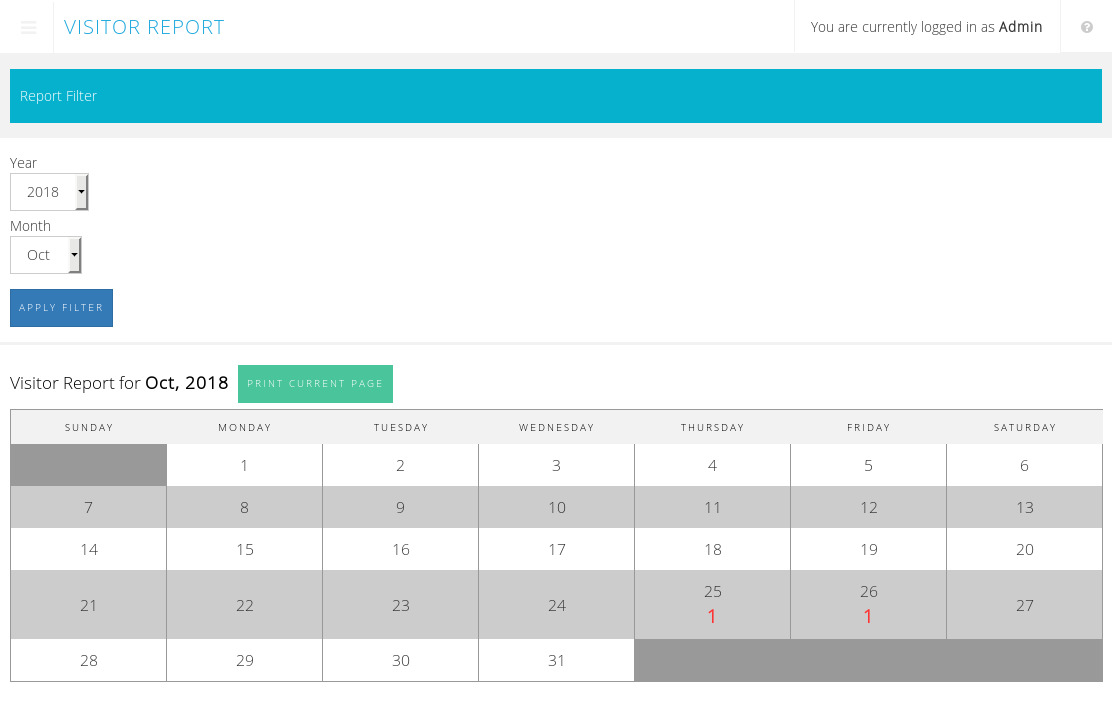 VISITOR REPORT
You are currently logged in as Admin
Report Filter
Year
2018
Month
Oct
APPLY FILTER
Visitor Report for Oct, 2018
PRINT CURRENT PAGE
SUNDAY MONDAY TUESDAY WEDNESDAY THURSDAY FRIDAY SATURDAY
1 2 3 4 5 6
7 8 9 10 11 12 13
14 15 16 17 18 19 20
21 22 23 24 25 26 27
1 1
28 29 30 31